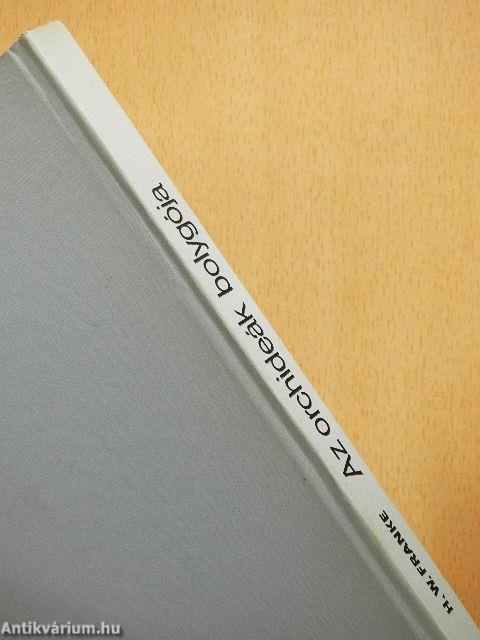 H. W. FRANKE
Az orchideák bolygója
Antikvárium.hu